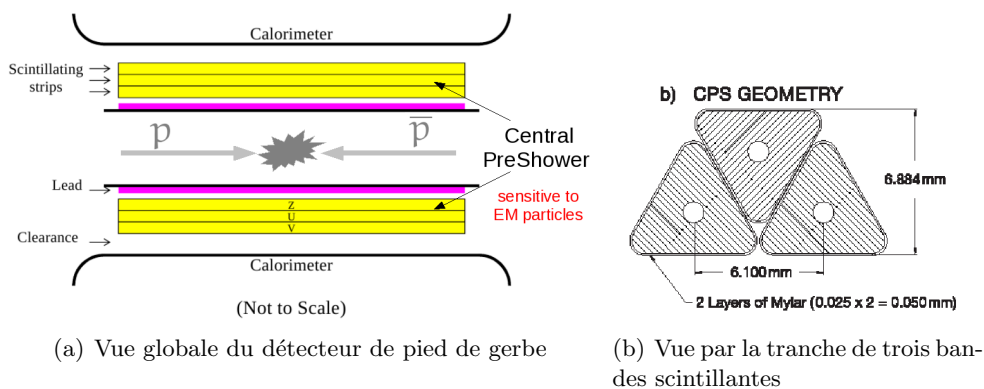 Calorimeter
Scintillating
strips
p
p̅
Central
PreShower
Lead
sensitive to
EM particles
Z
U
V
Clearance
Calorimeter
(Not to Scale)
(a) Vue globale du détecteur de pied de gerbe
b) CPS GEOMETRY
6.884mm
6.100mm
2 Layers of Mylar (0.025 x 2 = 0.050mm)
(b) Vue par la tranche de trois ban-
des scintillantes